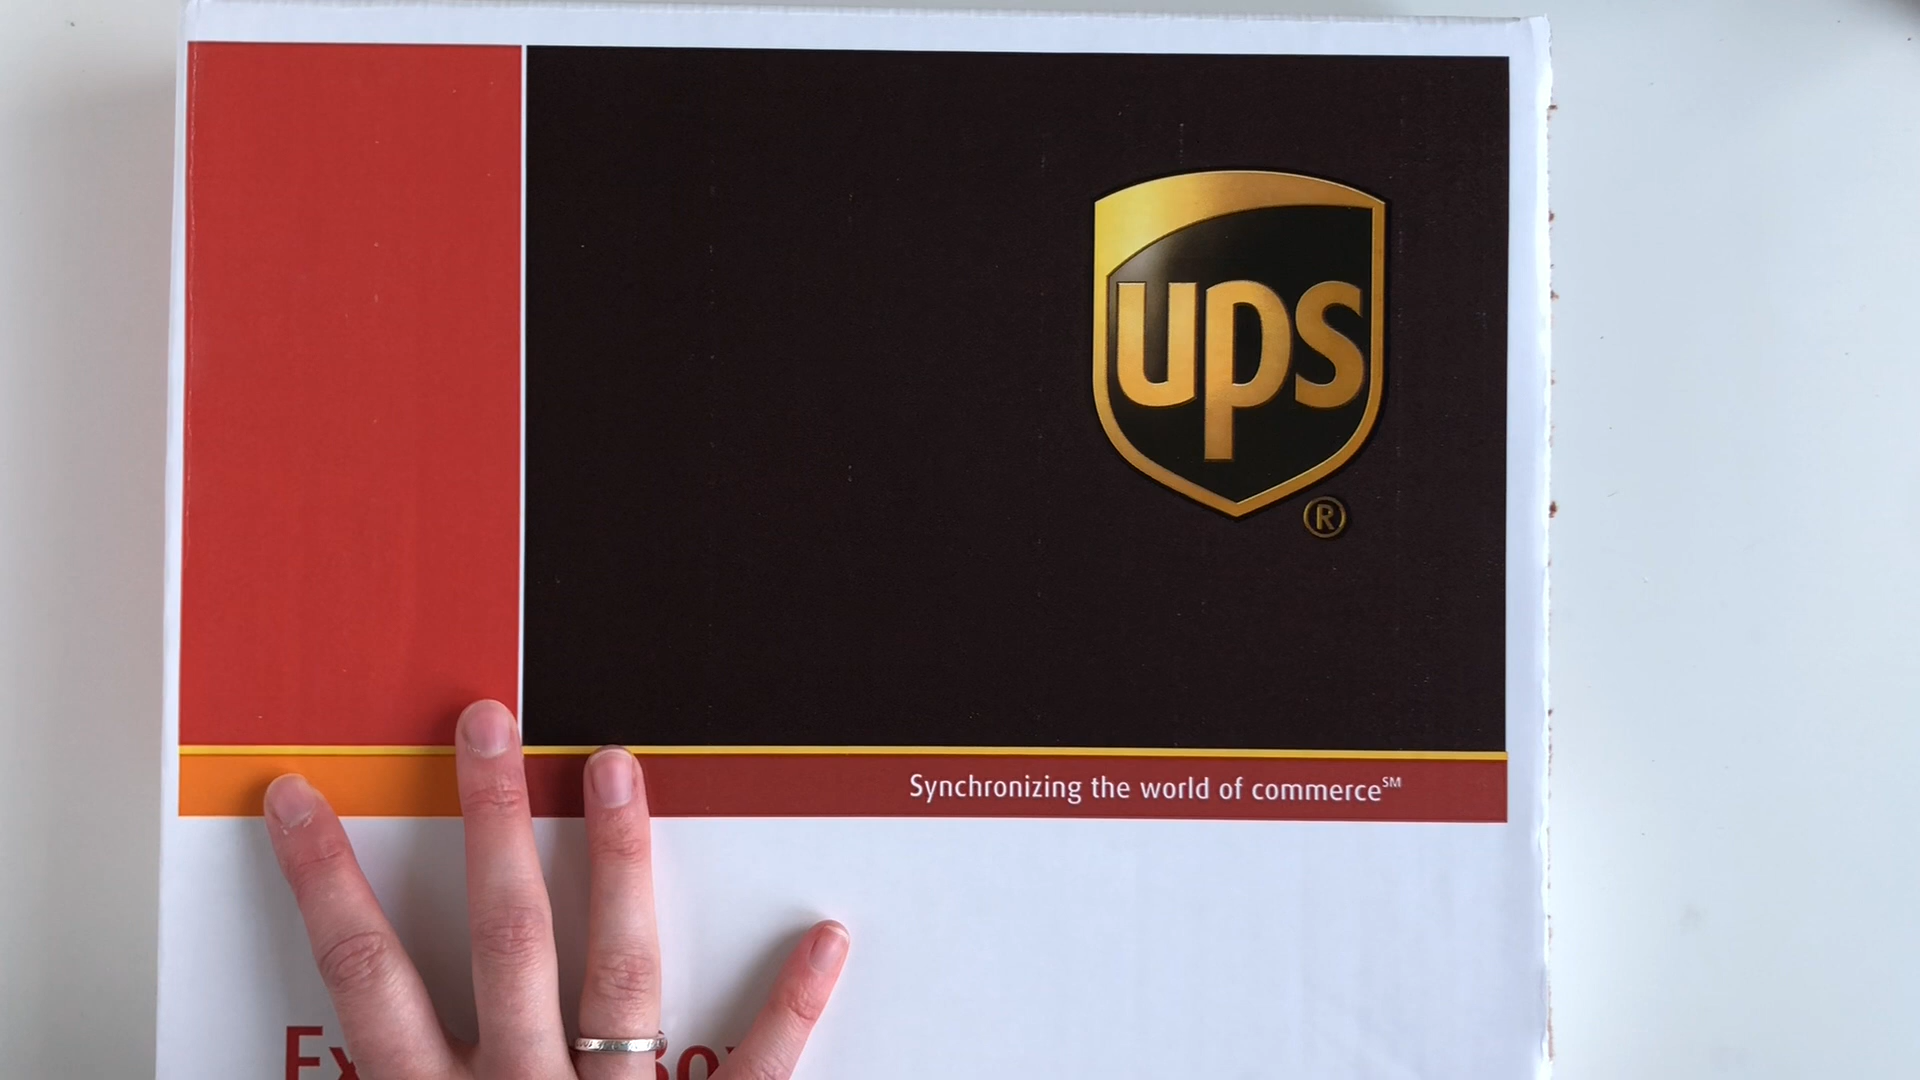 ups
®
Synchronizing the world of commerce℠